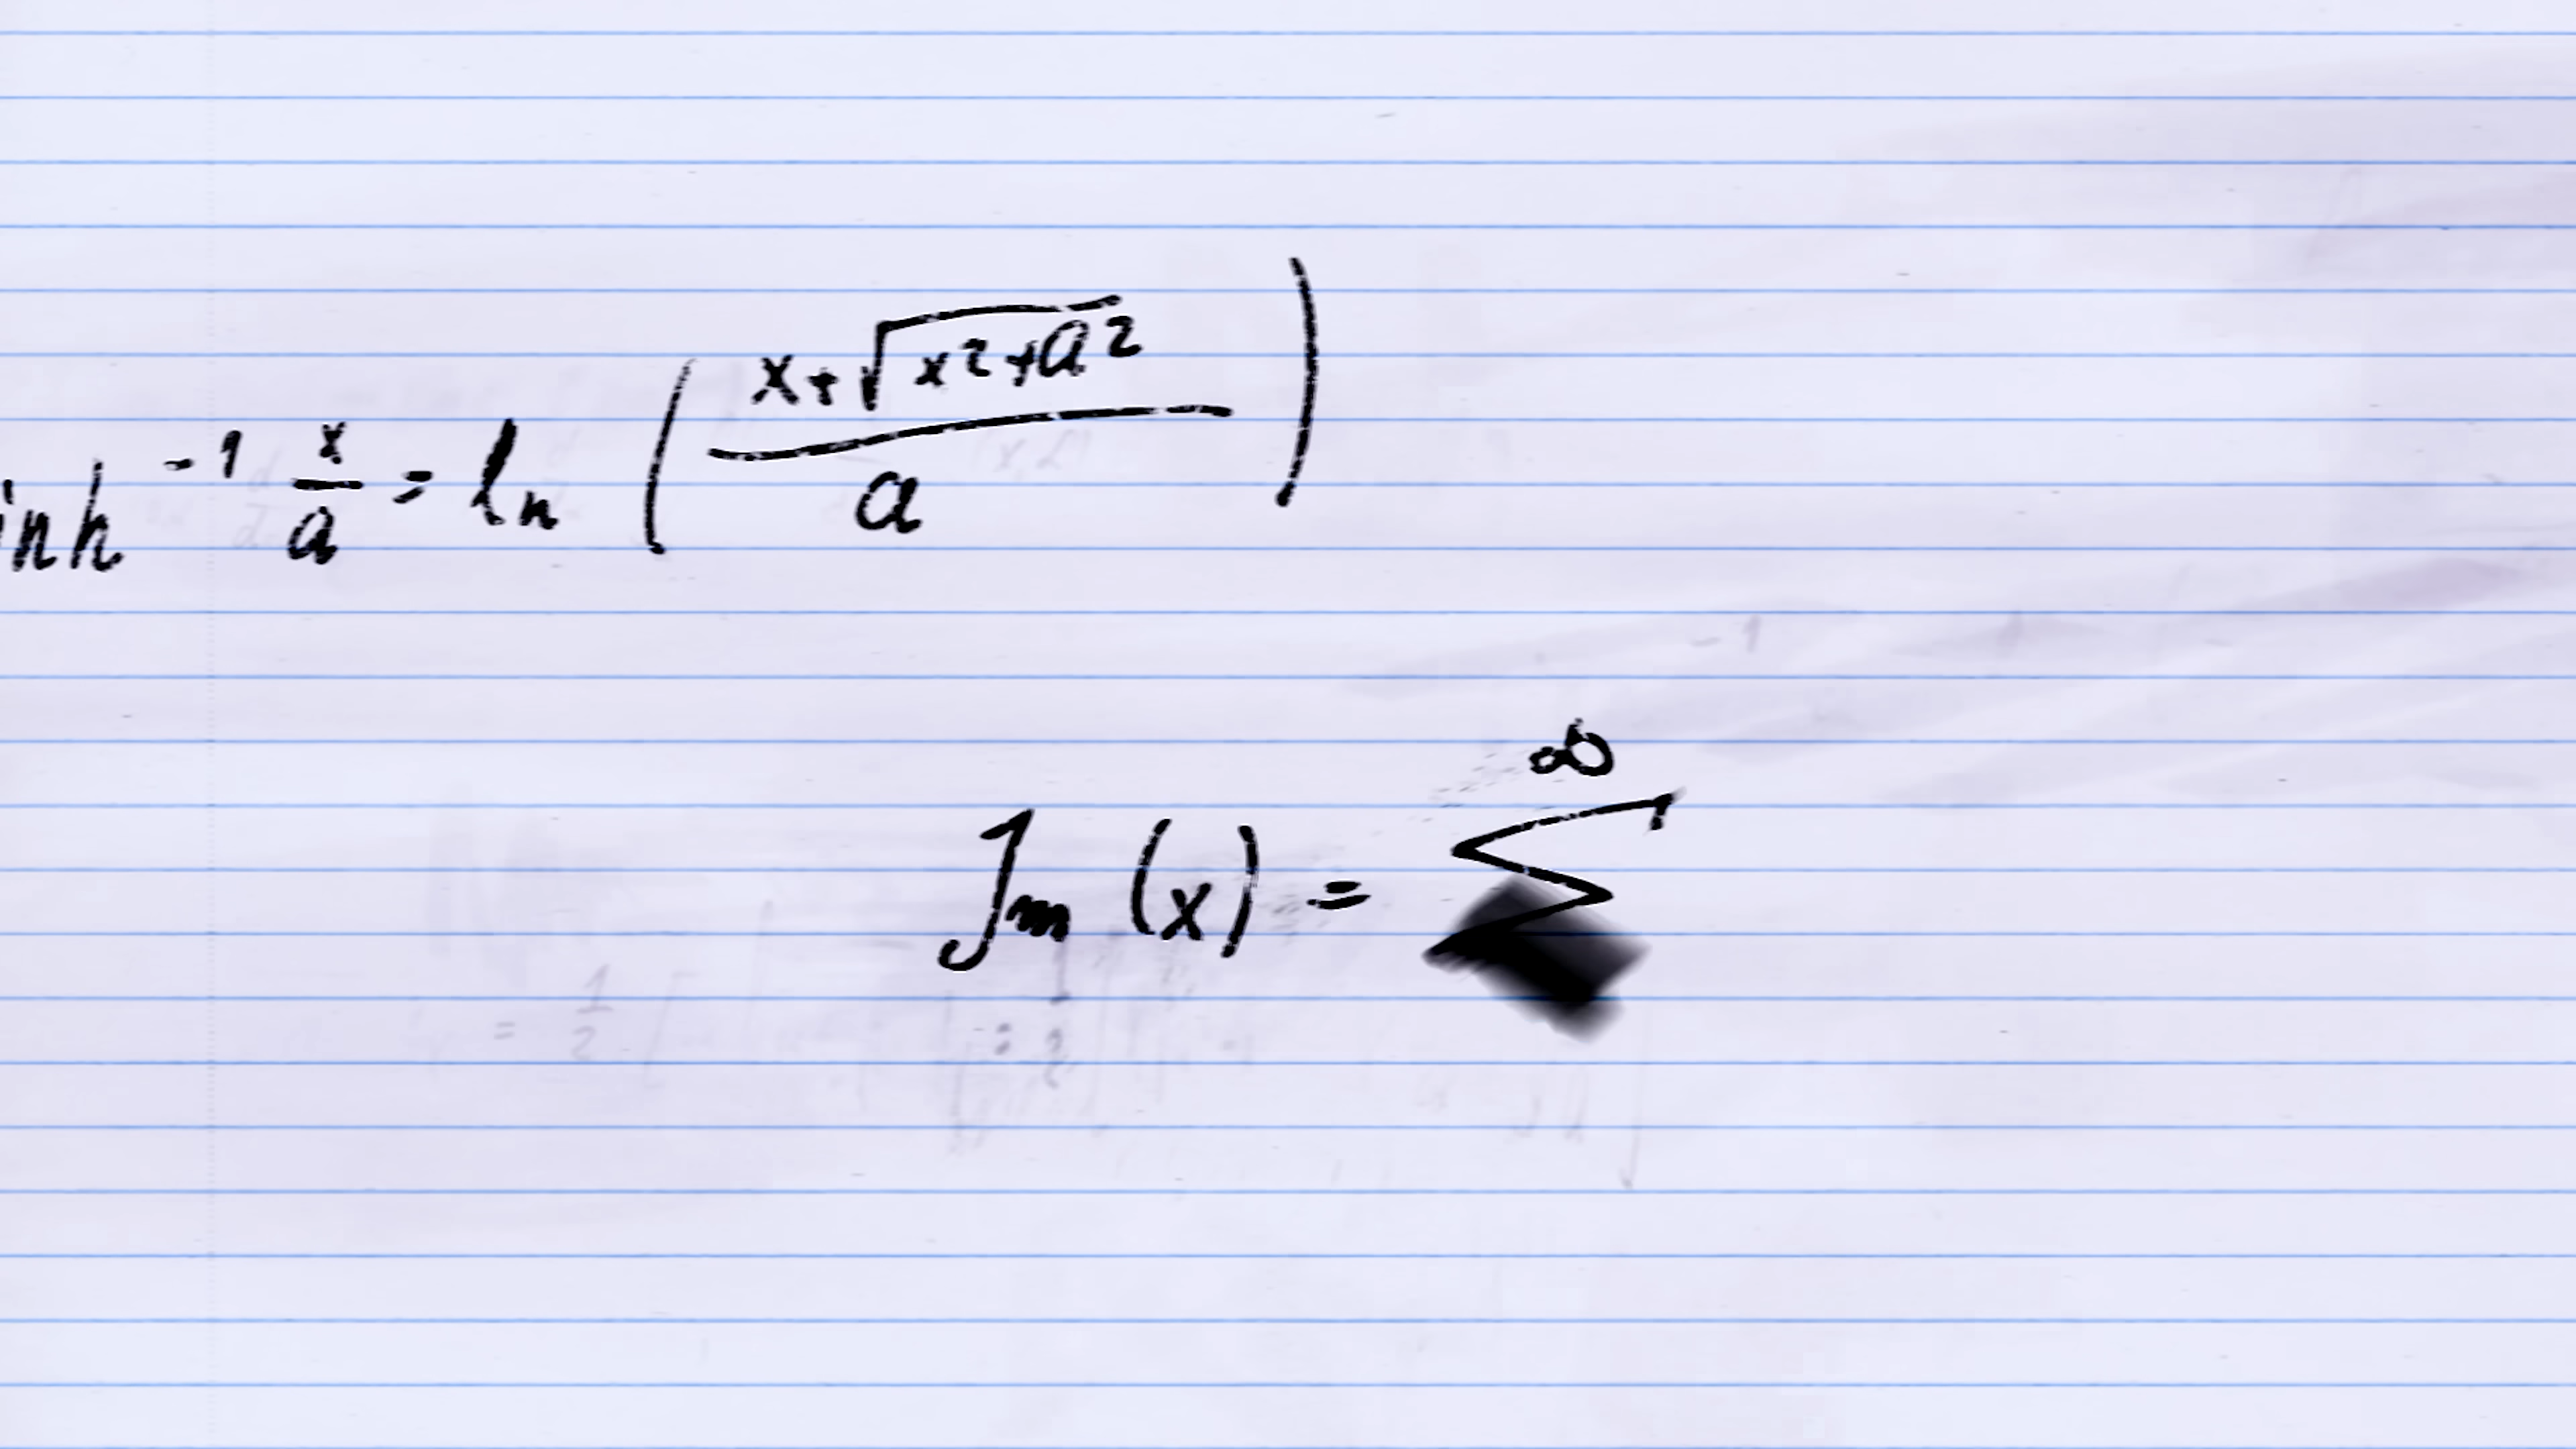 inh⁻¹ x/a = ln ( (x+√(x²+a²)) / a )
Jm (x) = ∞ Σ